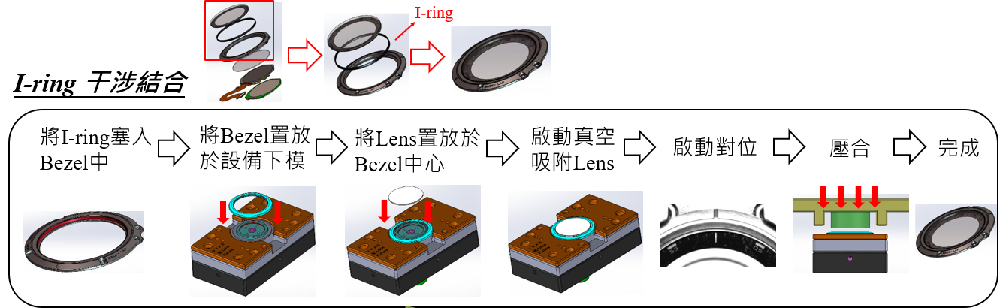 I-ring
I-ring 干涉結合
將I-ring塞入
Bezel中
將Bezel置放
於設備下模
將Lens置放於
Bezel中心
啟動真空
吸附Lens
啟動對位
壓合
完成
55
05